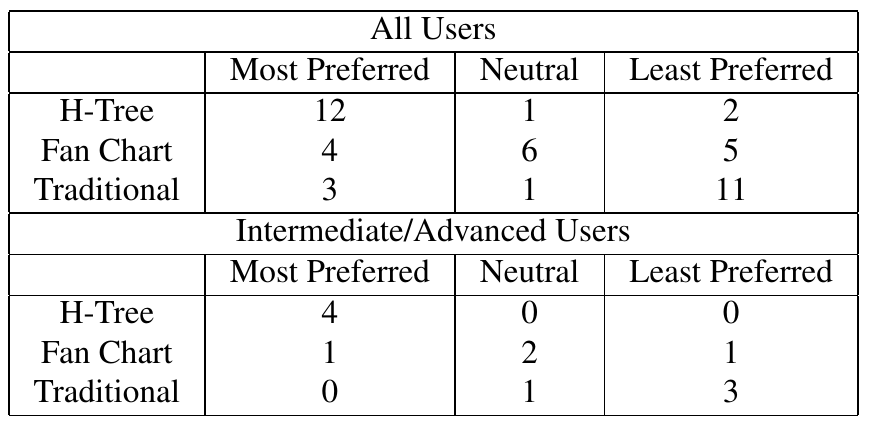 All Users
Most Preferred Neutral Least Preferred
H-Tree 12 1 2
Fan Chart 4 6 5
Traditional 3 1 11
Intermediate/Advanced Users
Most Preferred Neutral Least Preferred
H-Tree 4 0 0
Fan Chart 1 2 1
Traditional 0 1 3